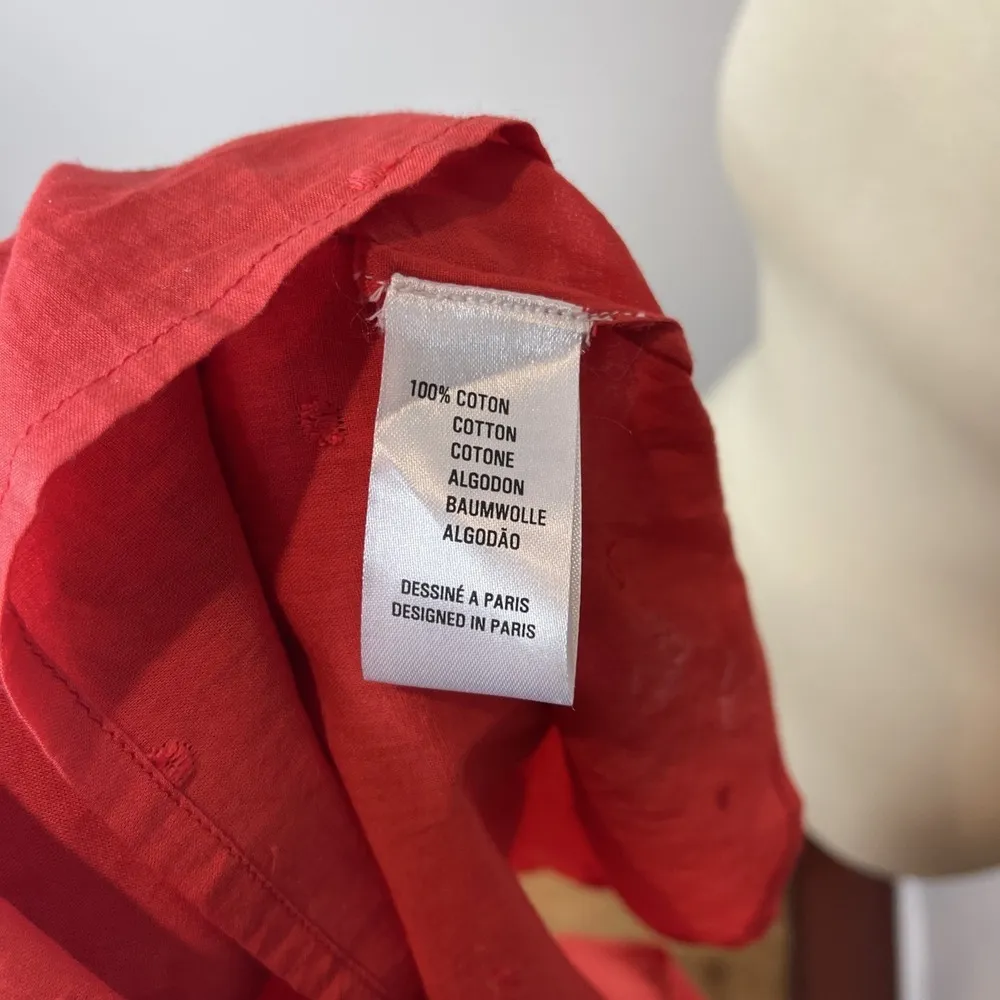 100% COTON
COTTON
COTONE
ALGODON
BAUMWOLLE
ALGODÃO
DESSINÉ A PARIS
DESIGNED IN PARIS